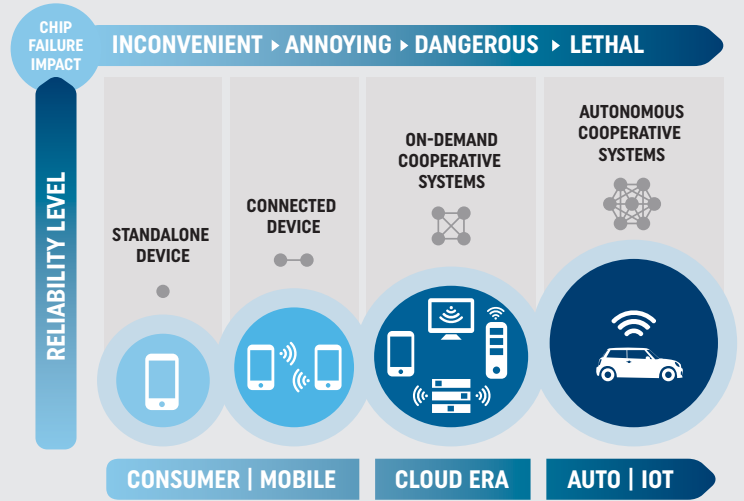 CHIP
FAILURE
IMPACT
INCONVENIENT ▸ ANNOYING ▸ DANGEROUS ▸ LETHAL
RELIABILITY LEVEL
STANDALONE
DEVICE
CONNECTED
DEVICE
ON-DEMAND
COOPERATIVE
SYSTEMS
AUTONOMOUS
COOPERATIVE
SYSTEMS
CONSUMER | MOBILE
CLOUD ERA
AUTO | IOT